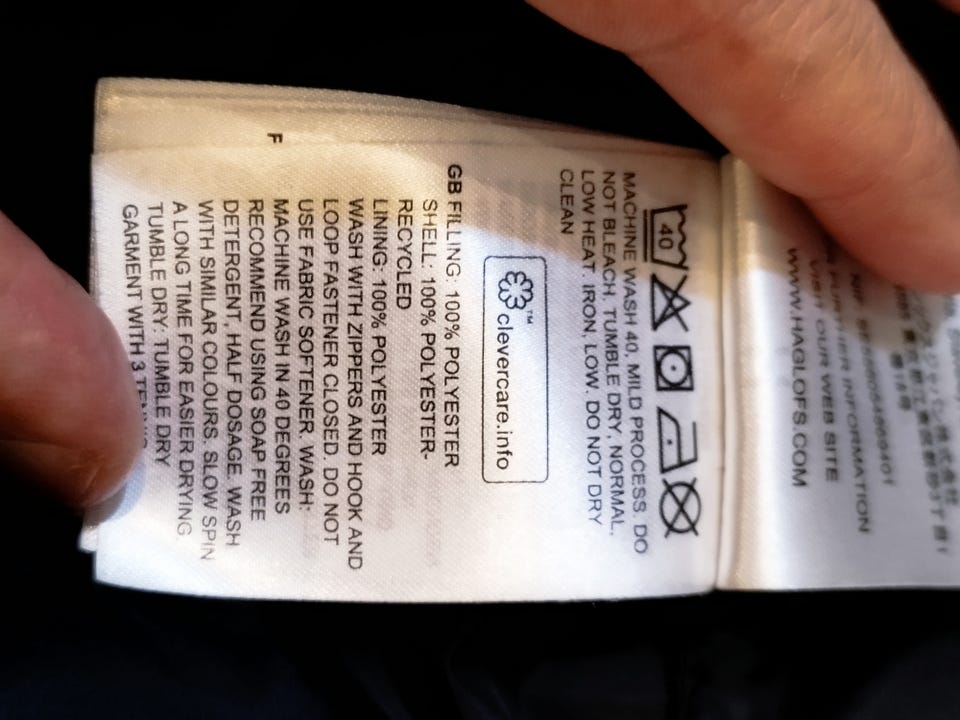 40
MACHINE WASH 40, MILD PROCESS. DO
NOT BLEACH. TUMBLE DRY, NORMAL,
LOW HEAT. IRON, LOW. DO NOT DRY
CLEAN
clevercare.info
™
GB FILLING: 100% POLYESTER
SHELL: 100% POLYESTER-
RECYCLED
LINING: 100% POLYESTER
WASH WITH ZIPPERS AND HOOK AND
LOOP FASTENER CLOSED. DO NOT
USE FABRIC SOFTENER. WASH:
MACHINE WASH IN 40 DEGREES
RECOMMEND USING SOAP FREE
DETERGENT, HALF DOSAGE. WASH
WITH SIMILAR COLOURS. SLOW SPIN
A LONG TIME FOR EASIER DRYING.
TUMBLE DRY: TUMBLE DRY
GARMENT WITH 3
F
INFORMATION
VISIT OUR WEB SITE
WWW.HAGLOFS.COM